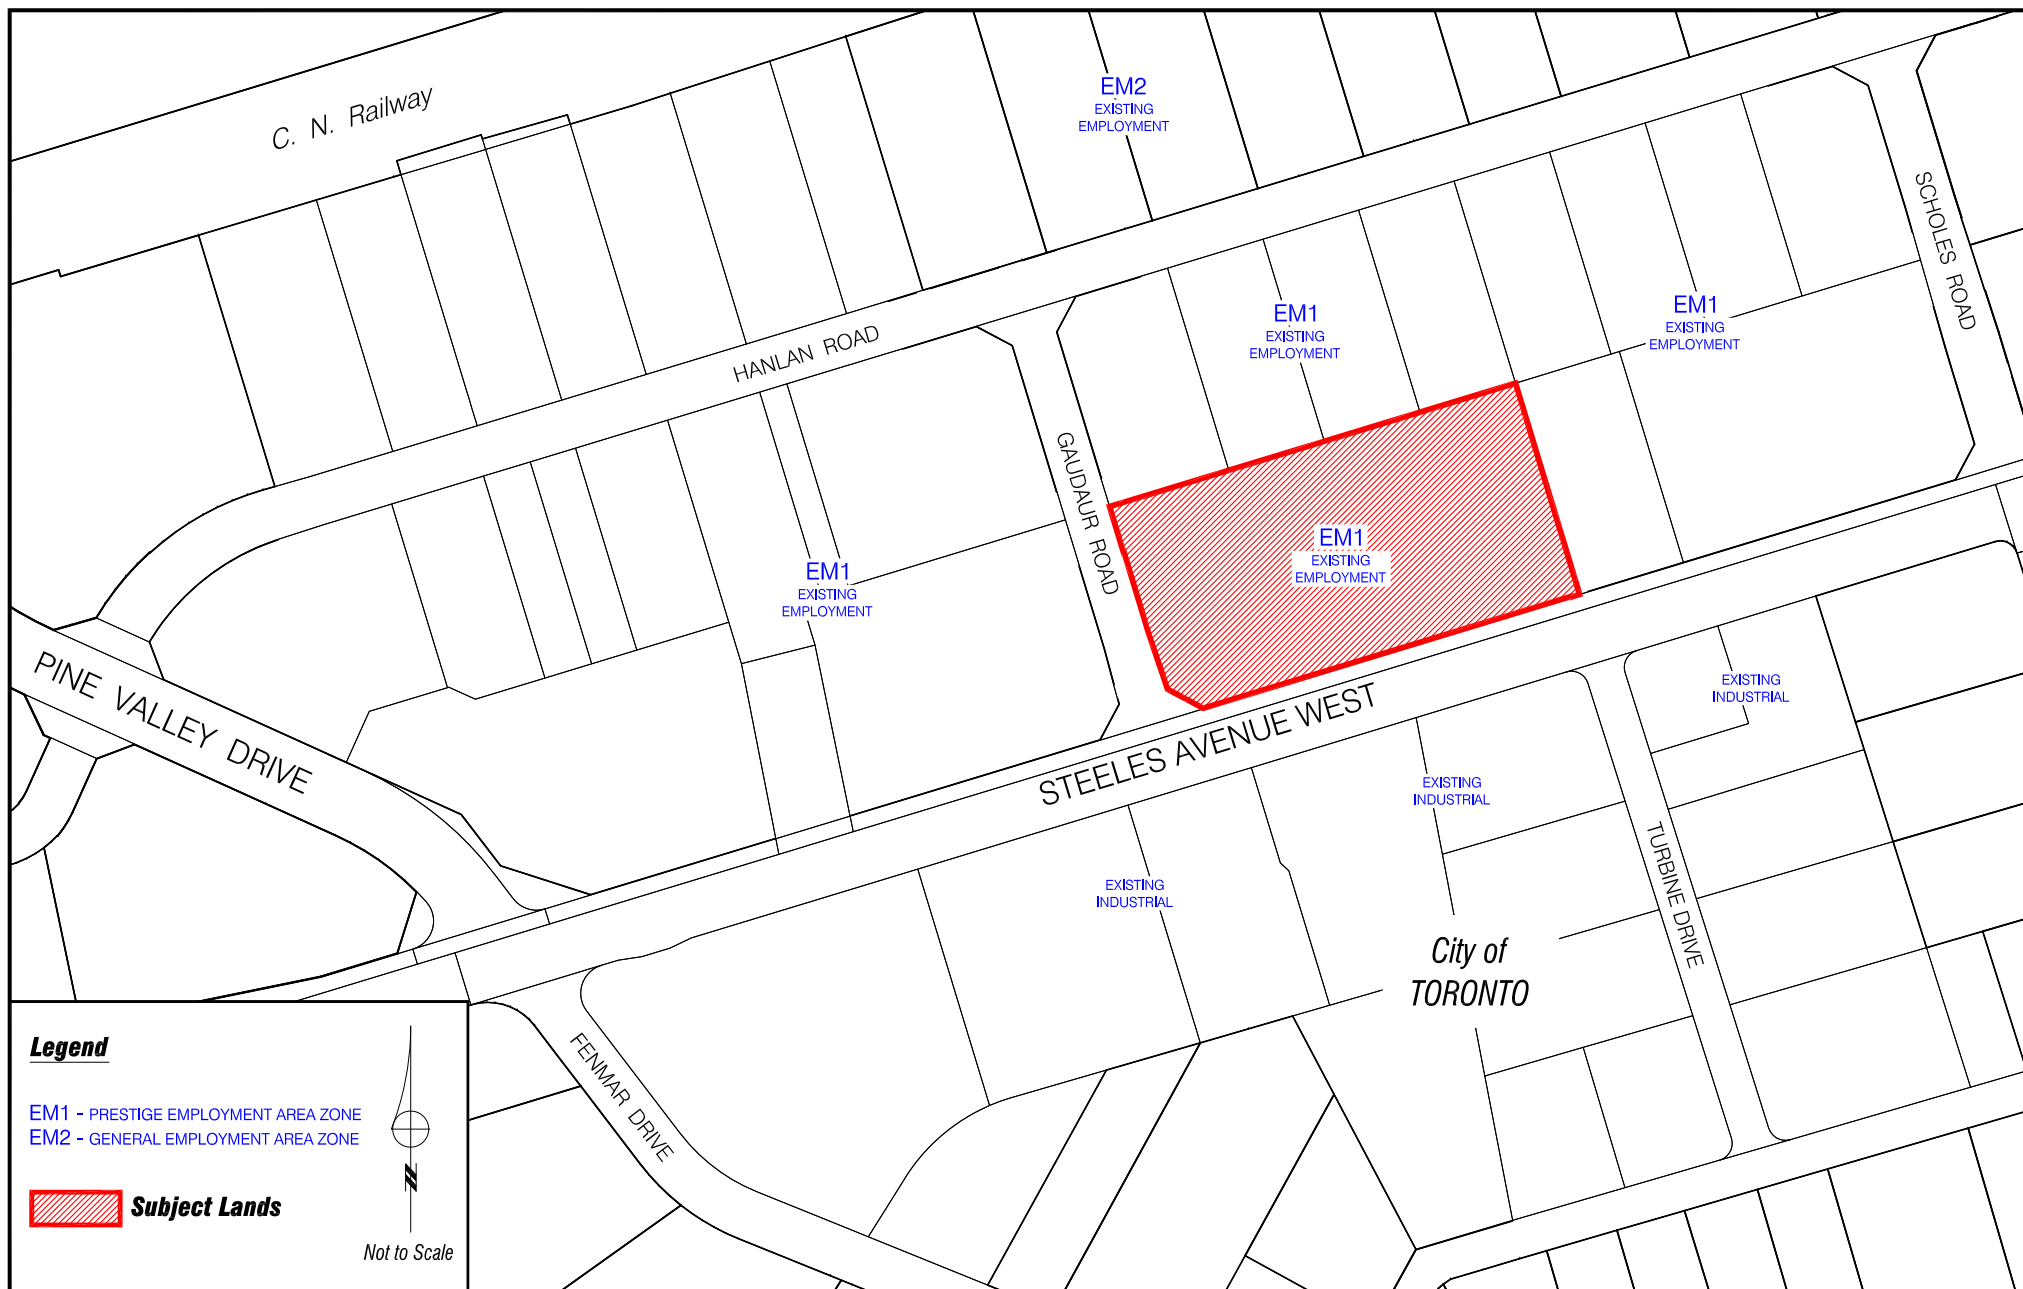 C. N. Railway
EM2
EXISTING
EMPLOYMENT
SCHOLES ROAD
EM1
EXISTING
EMPLOYMENT
EM1
EXISTING
EMPLOYMENT
HANLAN ROAD
GAUDAUR ROAD
EM1
EXISTING
EMPLOYMENT
EM1
EXISTING
EMPLOYMENT
PINE VALLEY DRIVE
STEELES AVENUE WEST
EXISTING
INDUSTRIAL
EXISTING
INDUSTRIAL
EXISTING
INDUSTRIAL
TURBINE DRIVE
City of
TORONTO
FENMAR DRIVE
Legend
EM1 - PRESTIGE EMPLOYMENT AREA ZONE
EM2 - GENERAL EMPLOYMENT AREA ZONE
N
Subject Lands
Not to Scale